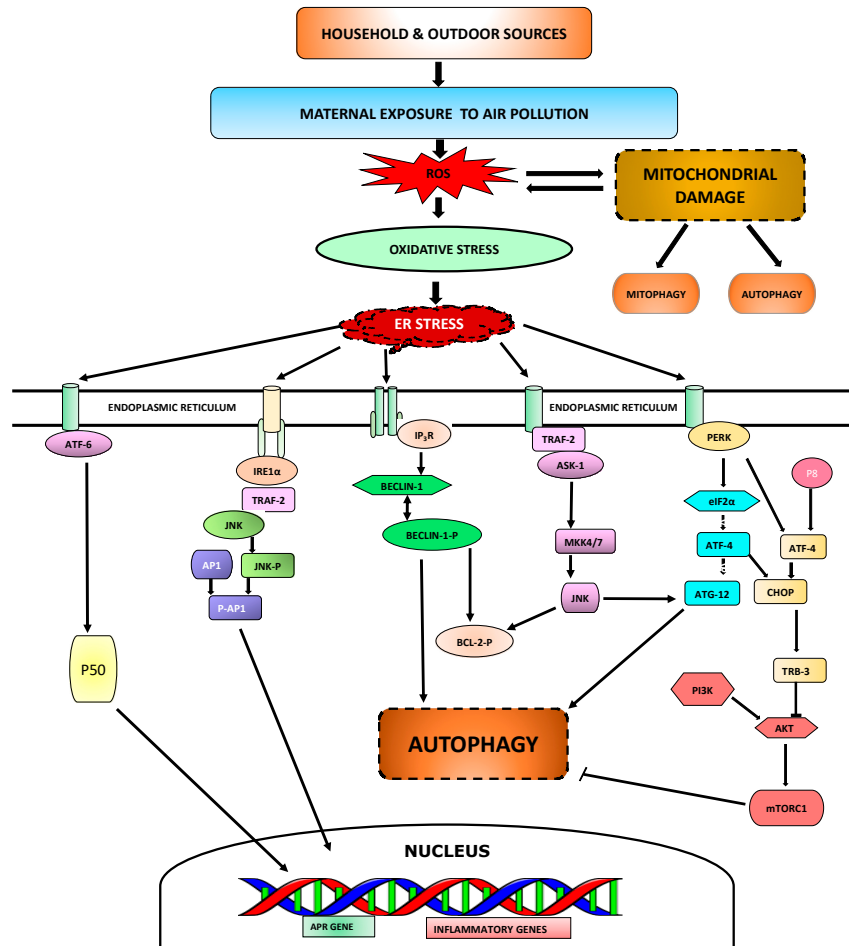 HOUSEHOLD & OUTDOOR SOURCES
MATERNAL EXPOSURE TO AIR POLLUTION
ROS
MITOCHONDRIAL
DAMAGE
OXIDATIVE STRESS
MITOPHAGY
AUTOPHAGY
ER STRESS
ENDOPLASMIC RETICULUM
ENDOPLASMIC RETICULUM
ATF-6
IP₃R
TRAF-2
PERK
IRE1α
ASK-1
P8
TRAF-2
BECLIN-1
eIF2α
JNK
BECLIN-1-P
MKK4/7
ATF-4
ATF-4
AP1
JNK-P
P-AP1
JNK
ATG-12
CHOP
BCL-2-P
P50
TRB-3
PI3K
AKT
AUTOPHAGY
mTORC1
NUCLEUS
APR GENE
INFLAMMATORY GENES